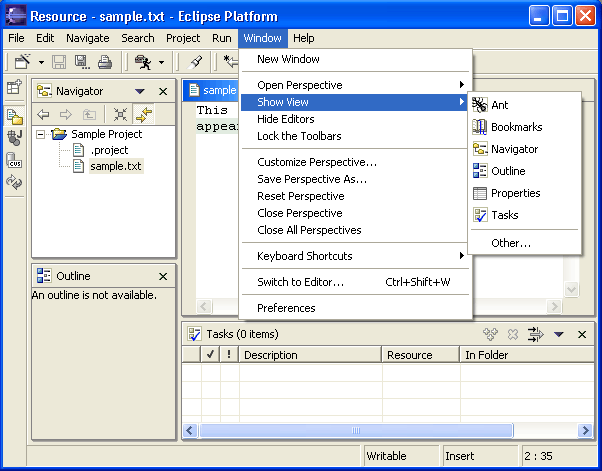 Resource - sample.txt - Eclipse Platform
File Edit Navigate Search Project Run Window Help
New Window
Open Perspective
Show View
Hide Editors
Lock the Toolbars
Customize Perspective...
Save Perspective As...
Reset Perspective
Close Perspective
Close All Perspectives
Keyboard Shortcuts
Switch to Editor... Ctrl+Shift+W
Preferences
Ant
Bookmarks
Navigator
Outline
Properties
Tasks
Other...
Navigator
Sample Project
.project
sample.txt
CVS
sample
This
appear
Outline
An outline is not available.
Tasks (0 items)
! Description Resource In Folder
Writable Insert 2 : 35